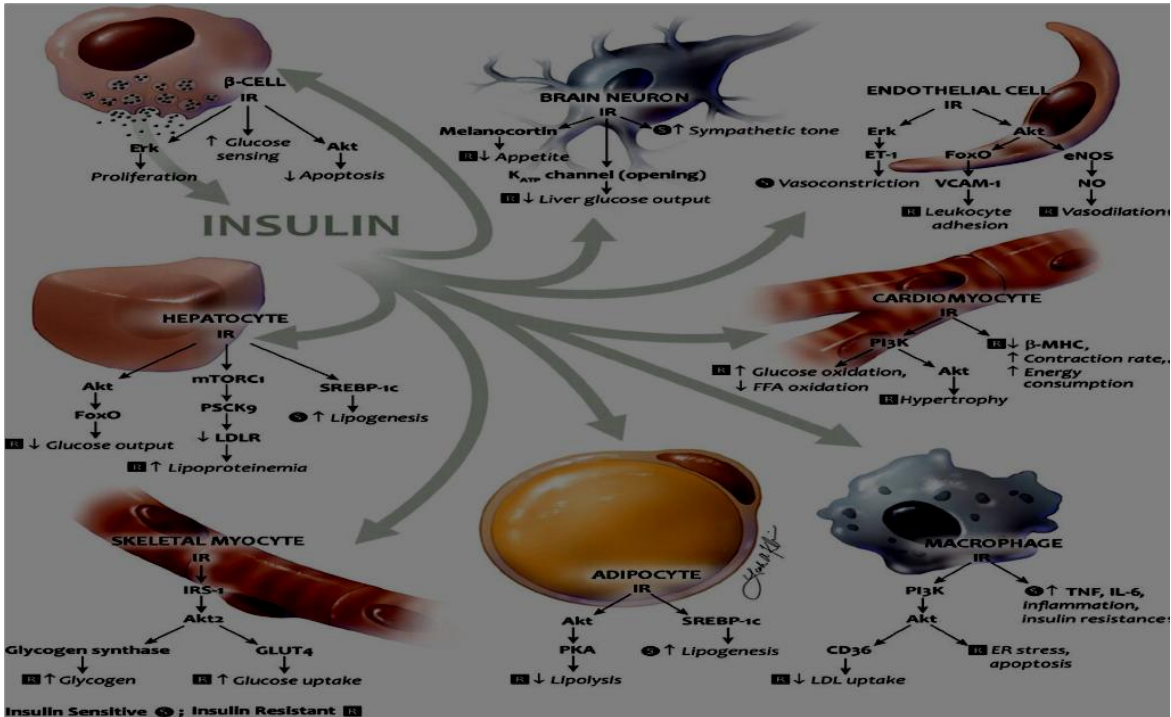 β-CELL
IR
Erk
↑ Glucose
sensing
Akt
Proliferation
↓ Apoptosis
BRAIN NEURON
IR
Melanocortin
S ↑ Sympathetic tone
R ↓ Appetite
K ATP channel (opening)
R ↓ Liver glucose output
ENDOTHELIAL CELL
IR
Erk
Akt
ET-1
FoxO
eNOS
S Vasoconstriction
VCAM-1
NO
R Leukocyte
adhesion
R Vasodilation
INSULIN
HEPATOCYTE
IR
Akt
mTORC1
SREBP-1c
FoxO
PSCK9
S ↑ Lipogenesis
R ↓ Glucose output
↓ LDLR
R ↑ Lipoproteinemia
CARDIOMYOCYTE
IR
PI3K
R ↓ β-MHC,
↑ Contraction rate,
↑ Energy
consumption
R ↑ Glucose oxidation,
↓ FFA oxidation
Akt
R Hypertrophy
SKELETAL MYOCYTE
IR
IRS-1
Akt2
Glycogen synthase
GLUT4
R ↑ Glycogen
R ↑ Glucose uptake
ADIPOCYTE
IR
Akt
SREBP-1c
PKA
S ↑ Lipogenesis
R ↓ Lipolysis
MACROPHAGE
IR
PI3K
S ↑ TNF, IL-6,
inflammation,
insulin resistance
Akt
CD36
R ER stress,
apoptosis
R ↓ LDL uptake
Insulin Sensitive S ; Insulin Resistant R